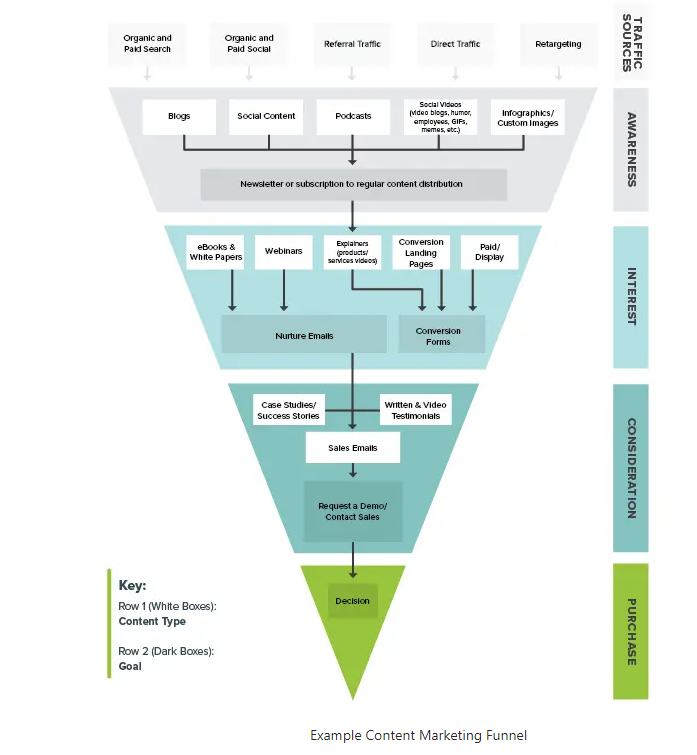 Organic and
Paid Search
Organic and
Paid Social
Referral Traffic
Direct Traffic
Retargeting
TRAFFIC
SOURCES
Blogs
Social Content
Podcasts
Social Videos
(video blogs, humor,
employees, GIFs,
memes, etc.)
Infographics/
Custom Images
AWARENESS
Newsletter or subscription to regular content distribution
eBooks &
White Papers
Webinars
Explainers
(products/
services videos)
Conversion
Landing
Pages
Paid/
Display
INTEREST
Nurture Emails
Conversion
Forms
Case Studies/
Success Stories
Written & Video
Testimonials
CONSIDERATION
Sales Emails
Request a Demo/
Contact Sales
Key:
Row 1 (White Boxes):
Content Type
Row 2 (Dark Boxes):
Goal
Decision
PURCHASE
Example Content Marketing Funnel